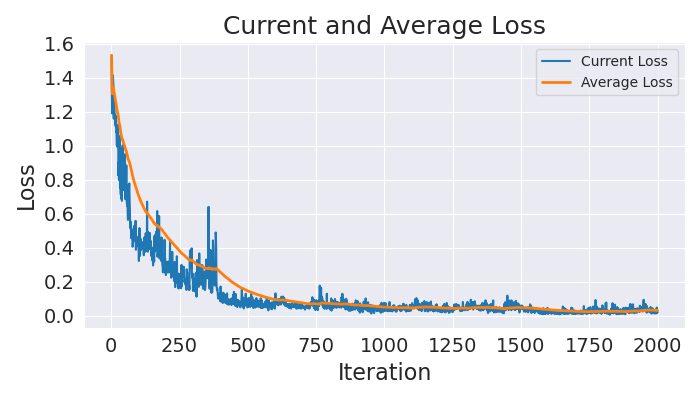 Current and Average Loss
1.6
1.4
1.2
1.0
0.8
0.6
0.4
0.2
0.0
Loss
Current Loss
Average Loss
0 250 500 750 1000 1250 1500 1750 2000
Iteration